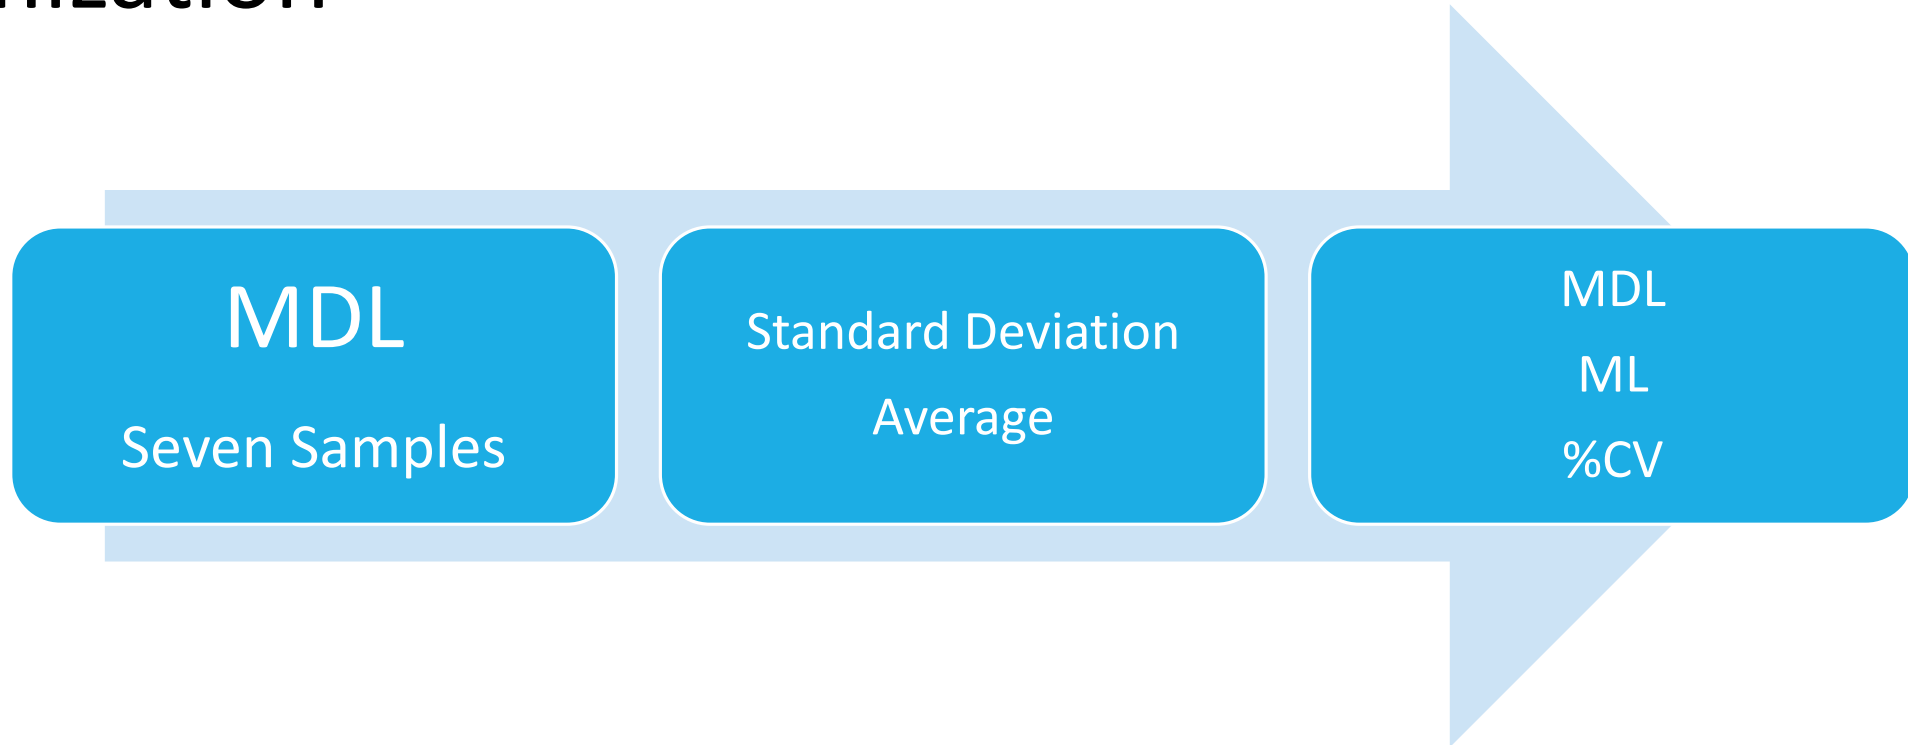 MDL
Seven Samples
Standard Deviation
Average
MDL
ML
%CV